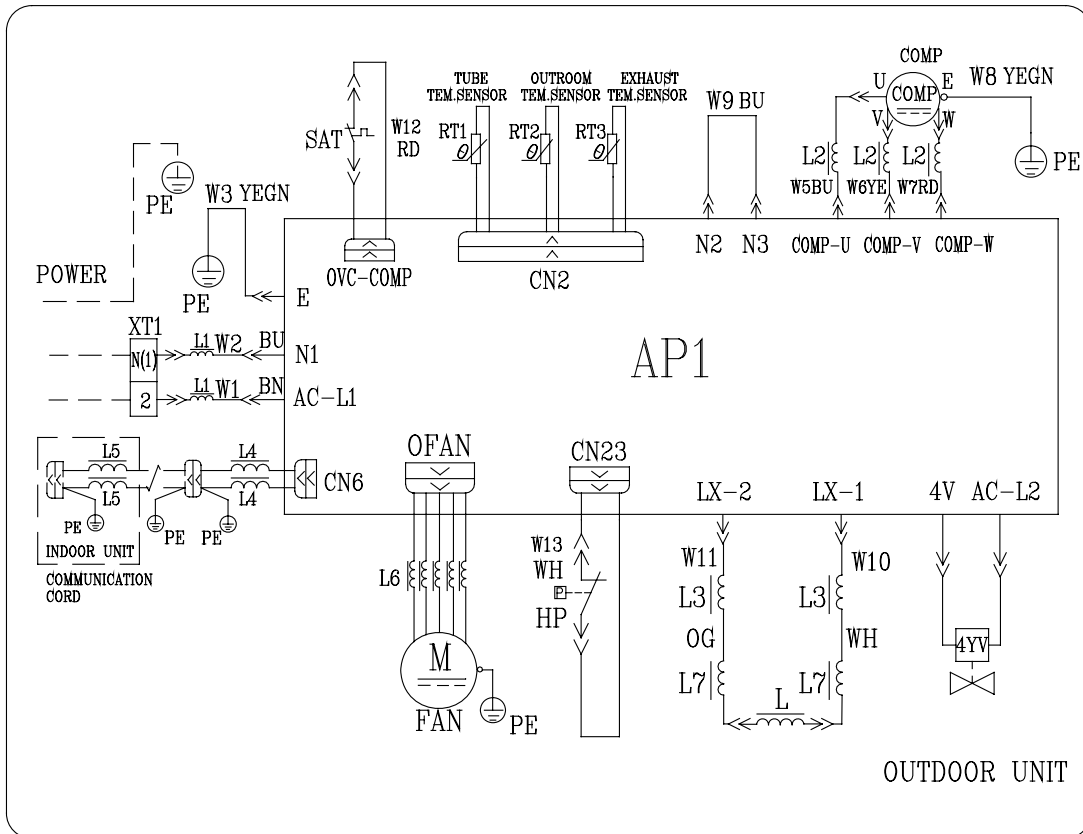 COMP
TUBE
TEM.SENSOR
OUTROOM
TEM.SENSOR
EXHAUST
TEM.SENSOR
W9 BU
U
COMP
E
W8 YEGN
V
W
SAT
W12
RD
RT1
RT2
RT3
L2
L2
L2
PE
W5BU
W6YE
W7RD
PE
W3 YEGN
OVC-COMP
CN2
N2
N3
COMP-U
COMP-V
COMP-W
POWER
PE
E
XT1
N(1)
L1
W2
BU
N1
2
L1
W1
BN
AC-L1
AP1
L5
L5
L4
L4
CN6
OFAN
CN23
LX-2
LX-1
4V
AC-L2
PE
PE
PE
INDOOR UNIT
COMMUNICATION
CORD
L6
W13
WH
P
HP
W11
W10
L3
L3
OG
WH
L7
L7
L
4YV
M
FAN
PE
OUTDOOR UNIT